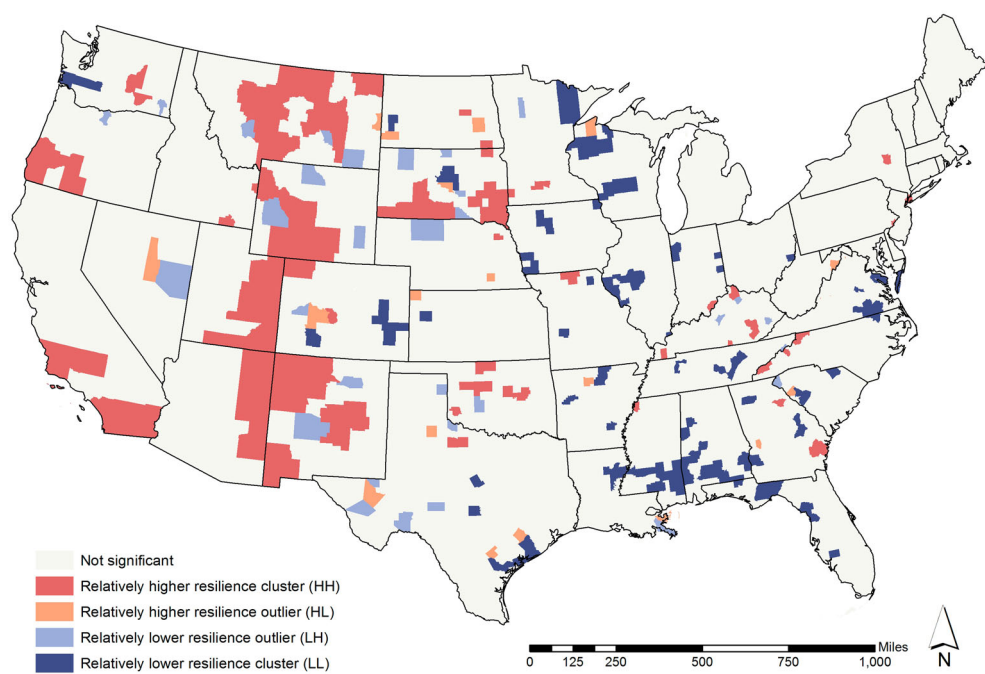 Not significant
Relatively higher resilience cluster (HH)
Relatively higher resilience outlier (HL)
Relatively lower resilience outlier (LH)
Relatively lower resilience cluster (LL)
Miles
0 125 250 500 750 1,000
N